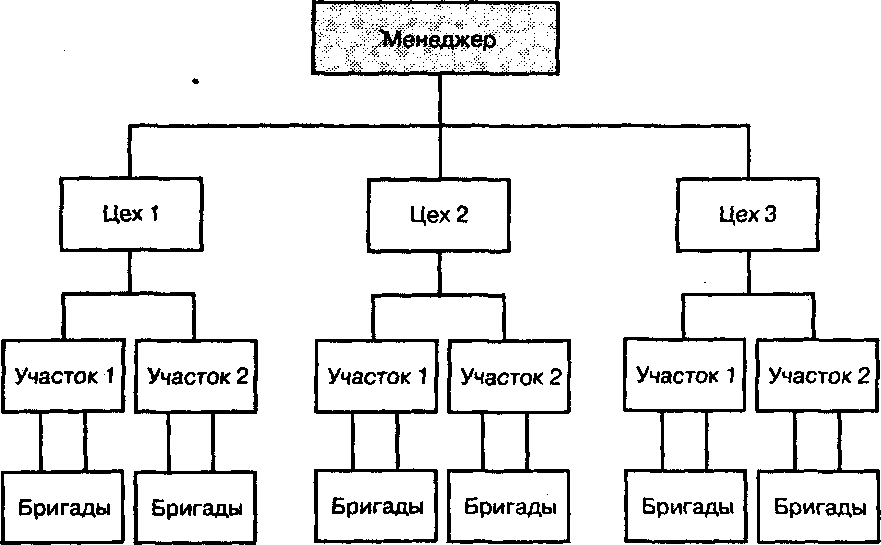 Менеджер
Цех 1
Цех 2
Цех 3
Участок 1
Участок 2
Участок 1
Участок 2
Участок 1
Участок 2
Бригады
Бригады
Бригады
Бригады
Бригады
Бригады